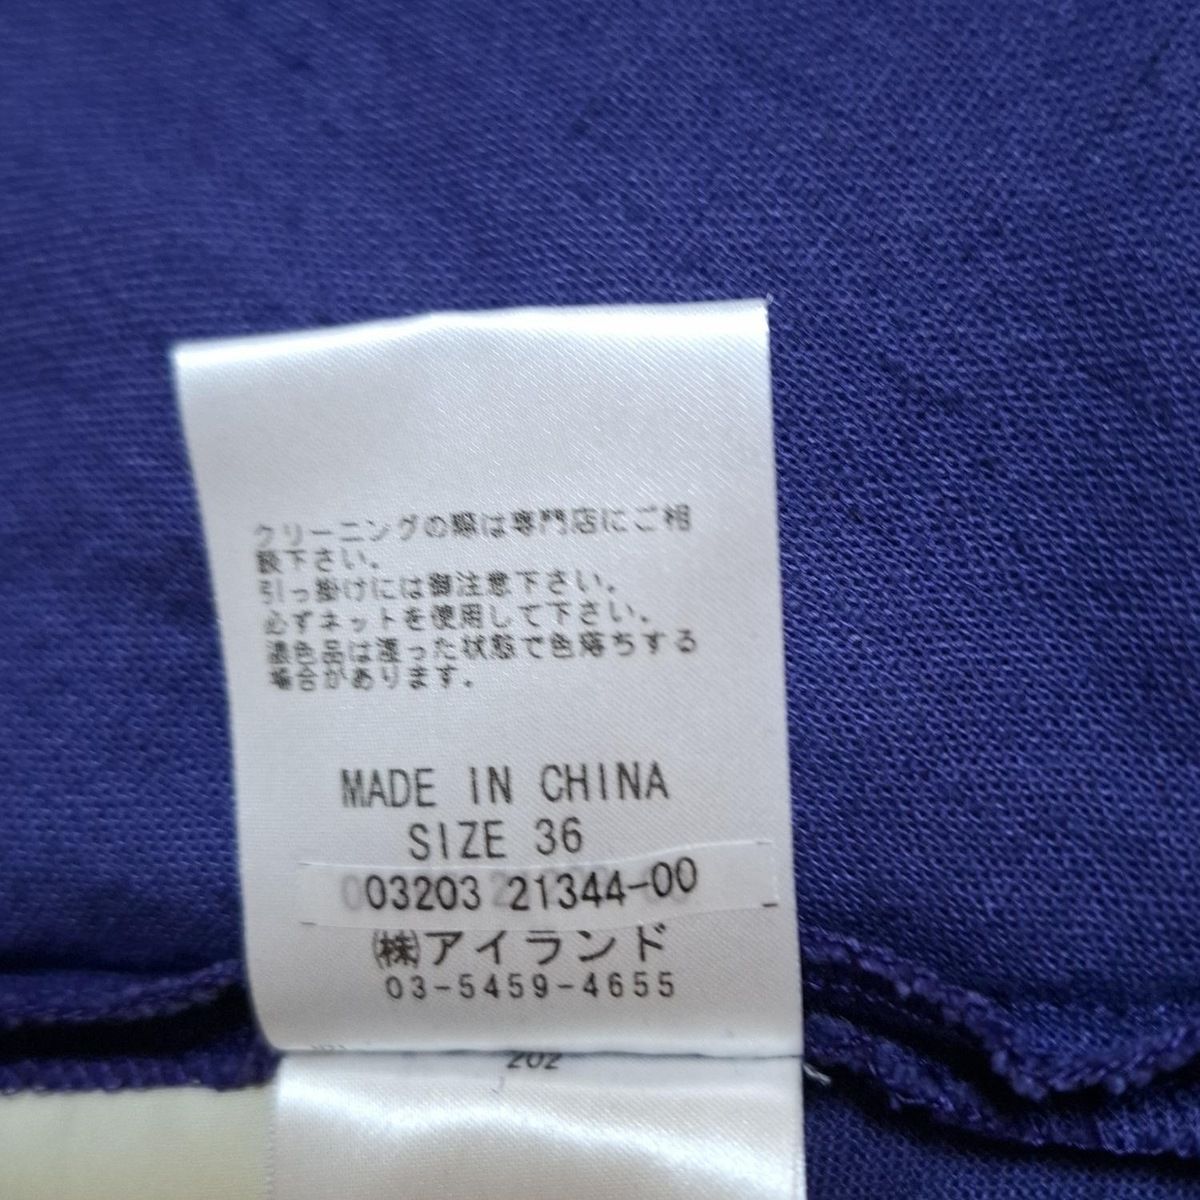 クリーニングの際は専門店にご相
談下さい。
引っ掛けには御注意下さい。
必ずネットを使用して下さい。
濃色品は湿った状態で色落ちする
場合があります。
MADE IN CHINA
SIZE 36
003203 21344-00
㈱アイランド
03-5459-4655
202